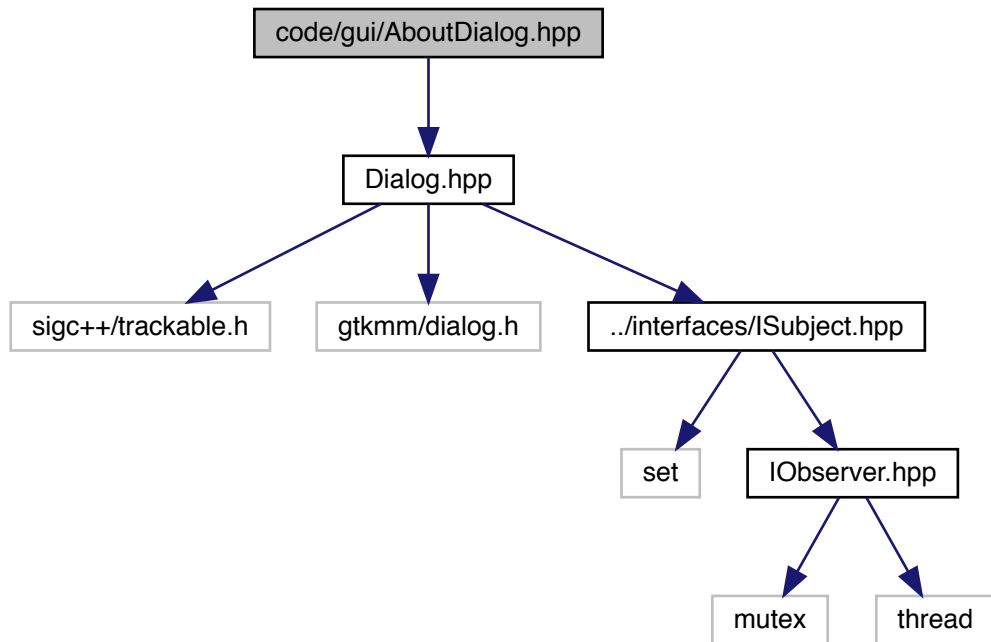 code/gui/AboutDialog.hpp
Dialog.hpp
sigc++/trackable.h
gtkmm/dialog.h
../interfaces/ISubject.hpp
set
IObserver.hpp
mutex
thread